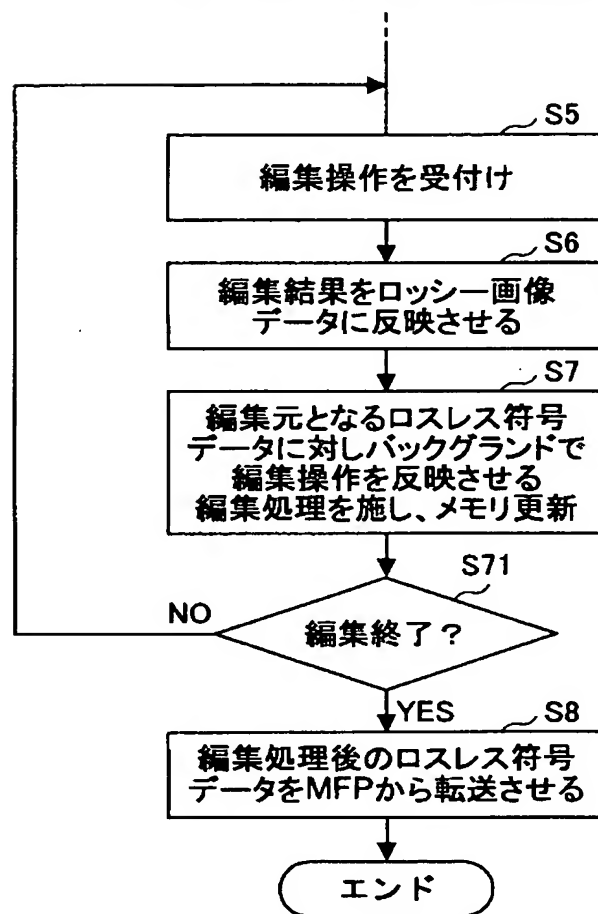 S5
編集操作を受付け
S6
編集結果をロッシー画像
データに反映させる
S7
編集元となるロスレス符号
データに対しバックグランドで
編集操作を反映させる
編集処理を施し、メモリ更新
S71
編集終了？
NO
YES
S8
編集処理後のロスレス符号
データをMFPから転送させる
エンド